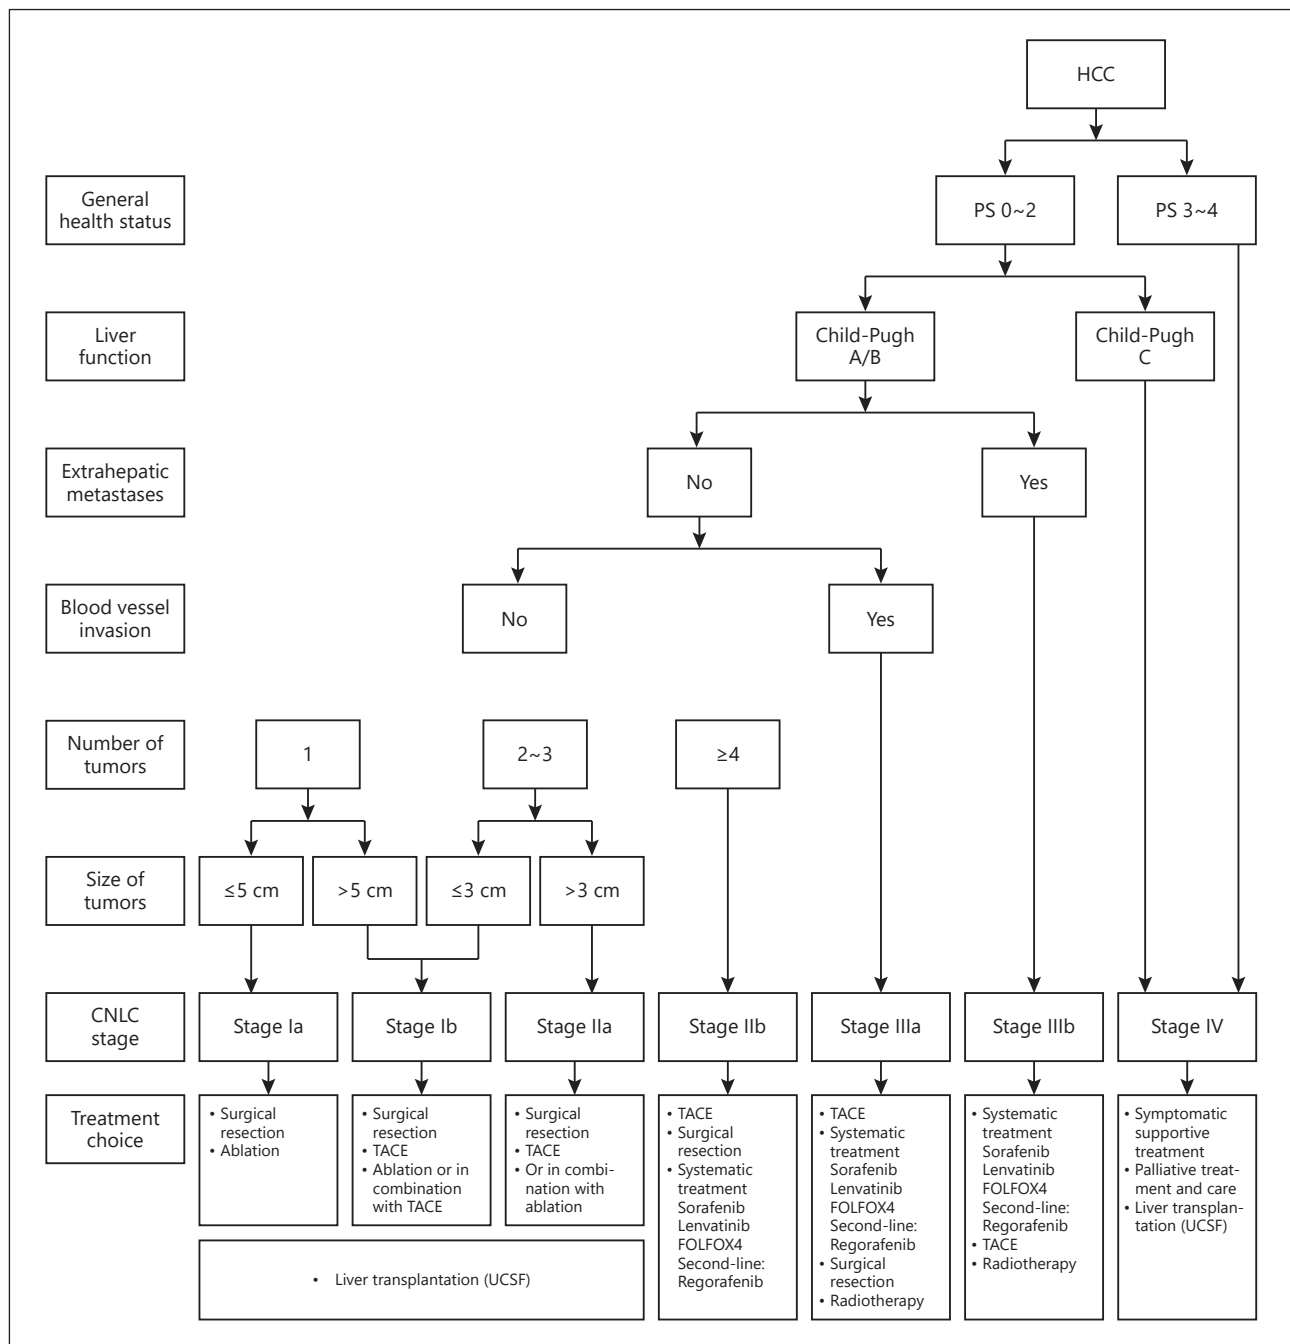 HCC
General
health status
PS 0~2
PS 3~4
Liver
function
Child-Pugh
A/B
Child-Pugh
C
Extrahepatic
metastases
No
Yes
Blood vessel
invasion
No
Yes
Number of
tumors
1
2~3
≥4
Size of
tumors
≤5 cm
>5 cm
≤3 cm
>3 cm
CNLC
stage
Stage Ia
Stage Ib
Stage IIa
Stage IIb
Stage IIIa
Stage IIIb
Stage IV
Treatment
choice
• Surgical
resection
• Ablation
• Surgical
resection
• TACE
• Ablation or in
combination
with TACE
• Surgical
resection
• TACE
• Or in combi-
nation with
ablation
• Liver transplantation (UCSF)
• TACE
• Surgical
resection
• Systematic
treatment
Sorafenib
Lenvatinib
FOLFOX4
Second-line:
Regorafenib
• TACE
• Systematic
treatment
Sorafenib
Lenvatinib
FOLFOX4
Second-line:
Regorafenib
• Surgical
resection
• Radiotherapy
• Systematic
treatment
Sorafenib
Lenvatinib
FOLFOX4
Second-line:
Regorafenib
• TACE
• Radiotherapy
• Symptomatic
supportive
treatment
• Palliative treat-
ment and care
• Liver transplan-
tation (UCSF)